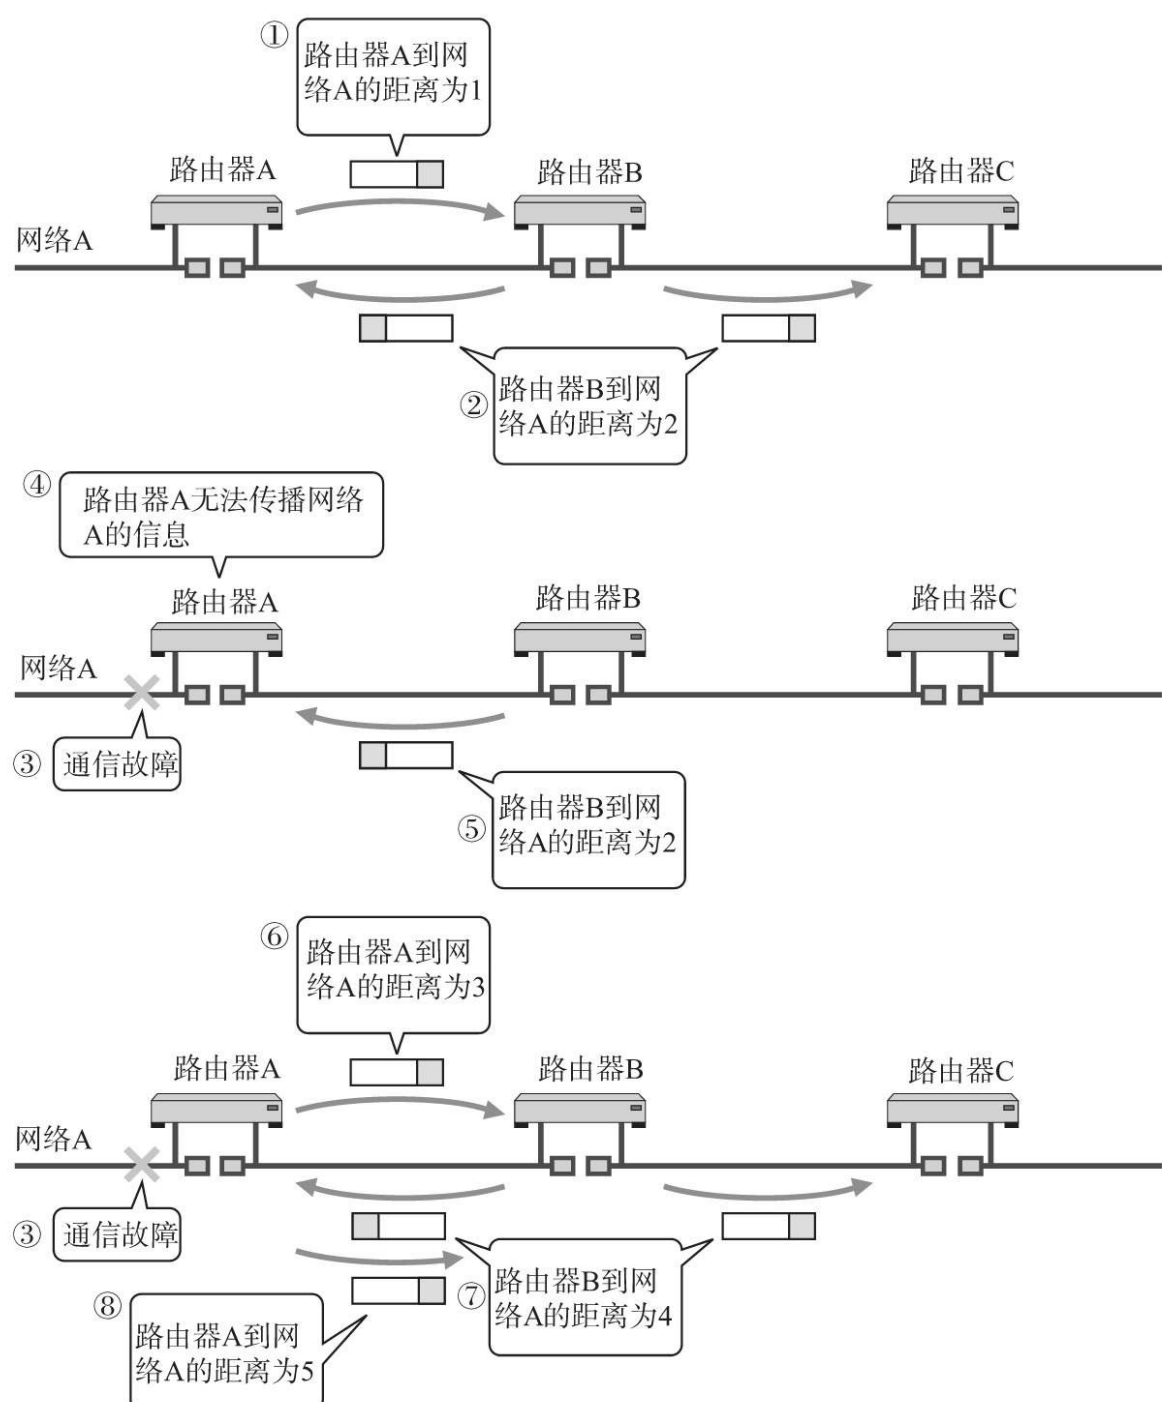 ①
路由器A到网
络A的距离为1
路由器A
路由器B
路由器C
网络A
②
路由器B到网
络A的距离为2
④
路由器A无法传播网络
A的信息
路由器A
路由器B
路由器C
网络A
③
通信故障
⑤
路由器B到网
络A的距离为2
⑥
路由器A到网
络A的距离为3
路由器A
路由器B
路由器C
网络A
③
通信故障
⑦
路由器B到网
络A的距离为4
⑧
路由器A到网
络A的距离为5